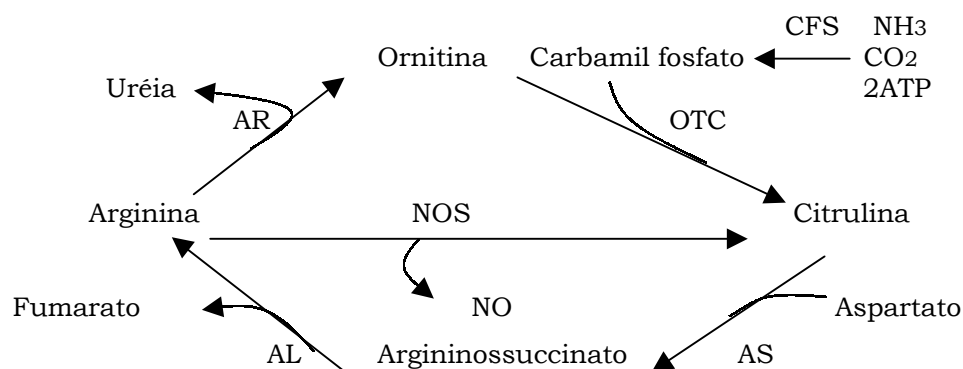 CFS NH3
Ornitina Carbamil fosfato CO2
Uréia 2ATP
AR OTC
Arginina NOS Citrulina
Fumarato NO Aspartato
AL Argininossuccinato AS